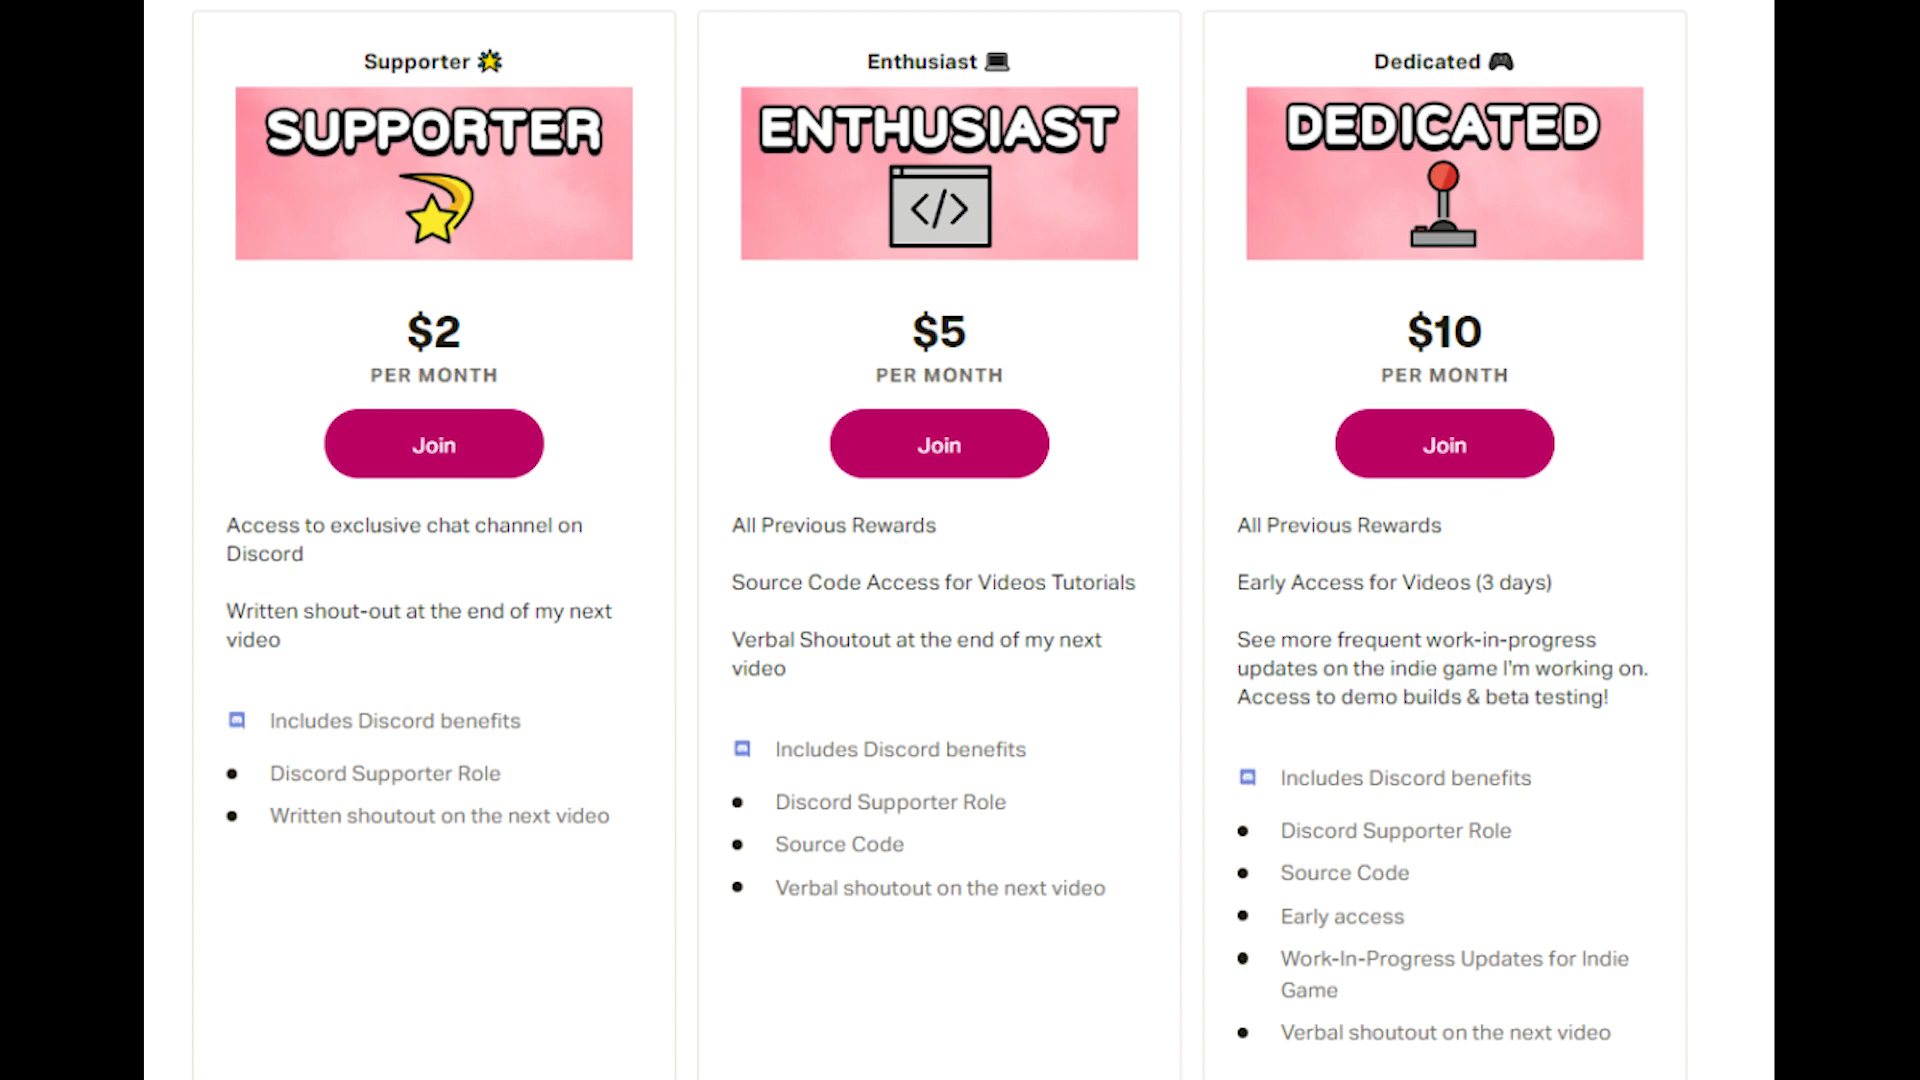 Supporter
SUPPORTER
$2
PER MONTH
Join
Access to exclusive chat channel on
Discord
Written shout-out at the end of my next
video
Includes Discord benefits
Discord Supporter Role
Written shoutout on the next video
Enthusiast
ENTHUSIAST
</>
$5
PER MONTH
Join
All Previous Rewards
Source Code Access for Videos Tutorials
Verbal Shoutout at the end of my next
video
Includes Discord benefits
Discord Supporter Role
Source Code
Verbal shoutout on the next video
Dedicated
DEDICATED
$10
PER MONTH
Join
All Previous Rewards
Early Access for Videos (3 days)
See more frequent work-in-progress
updates on the indie game I'm working on.
Access to demo builds & beta testing!
Includes Discord benefits
Discord Supporter Role
Source Code
Early access
Work-In-Progress Updates for Indie
Game
Verbal shoutout on the next video